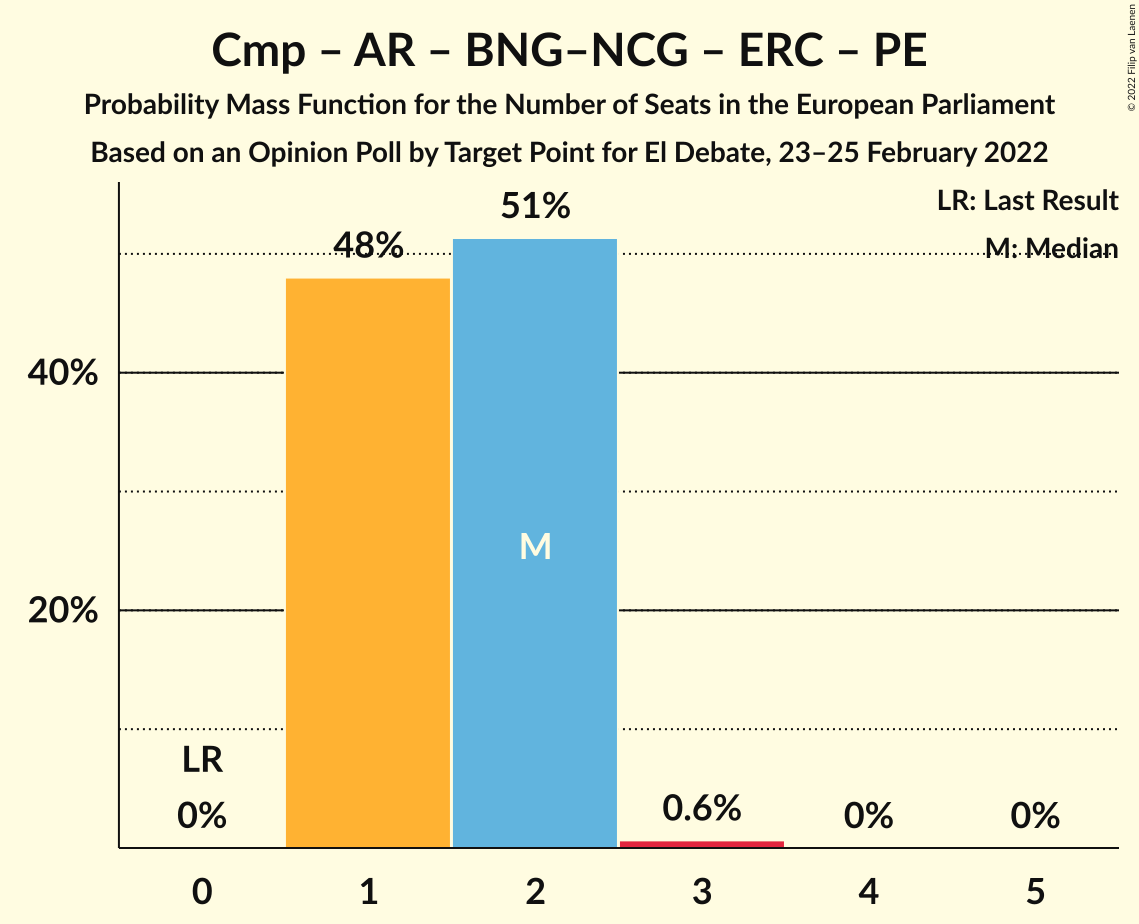 Cmp – AR – BNG–NCG – ERC – PE
Probability Mass Function for the Number of Seats in the European Parliament
Based on an Opinion Poll by Target Point for El Debate, 23–25 February 2022
© 2022 Filip van Laenen
LR: Last Result
M: Median
51%
48%
40%
M
20%
LR
0%
0.6%
0%
0%
0
1
2
3
4
5